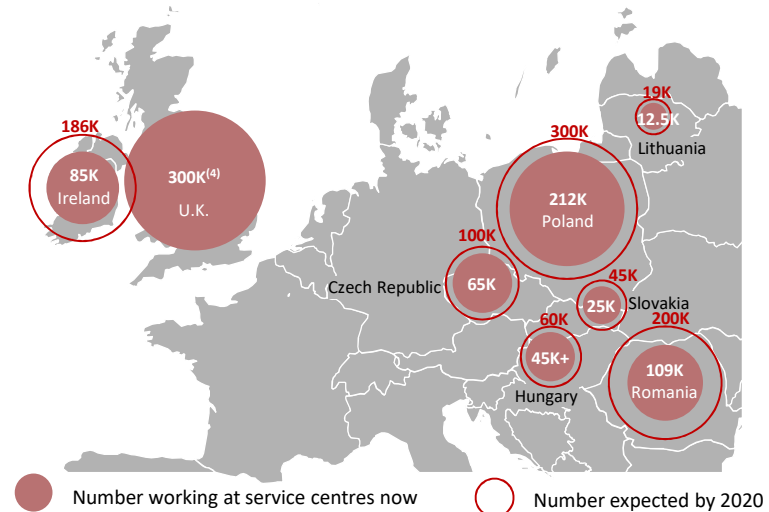 19K
12.5K
Lithuania
186K
85K
Ireland
300K(4)
U.K.
300K
212K
Poland
100K
Czech Republic
65K
45K
25K
Slovakia
60K
45K+
Hungary
200K
109K
Romania
Number working at service centres now
Number expected by 2020